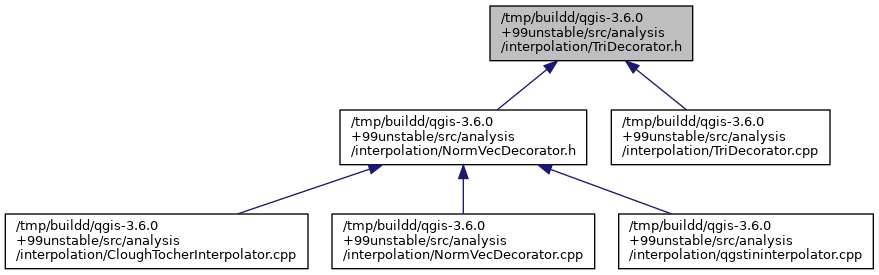 /tmp/buildd/qgis-3.6.0
+99unstable/src/analysis
/interpolation/TriDecorator.h
/tmp/buildd/qgis-3.6.0
+99unstable/src/analysis
/interpolation/NormVecDecorator.h
/tmp/buildd/qgis-3.6.0
+99unstable/src/analysis
/interpolation/TriDecorator.cpp
/tmp/buildd/qgis-3.6.0
+99unstable/src/analysis
/interpolation/CloughTocherInterpolator.cpp
/tmp/buildd/qgis-3.6.0
+99unstable/src/analysis
/interpolation/NormVecDecorator.cpp
/tmp/buildd/qgis-3.6.0
+99unstable/src/analysis
/interpolation/qgstininterpolator.cpp